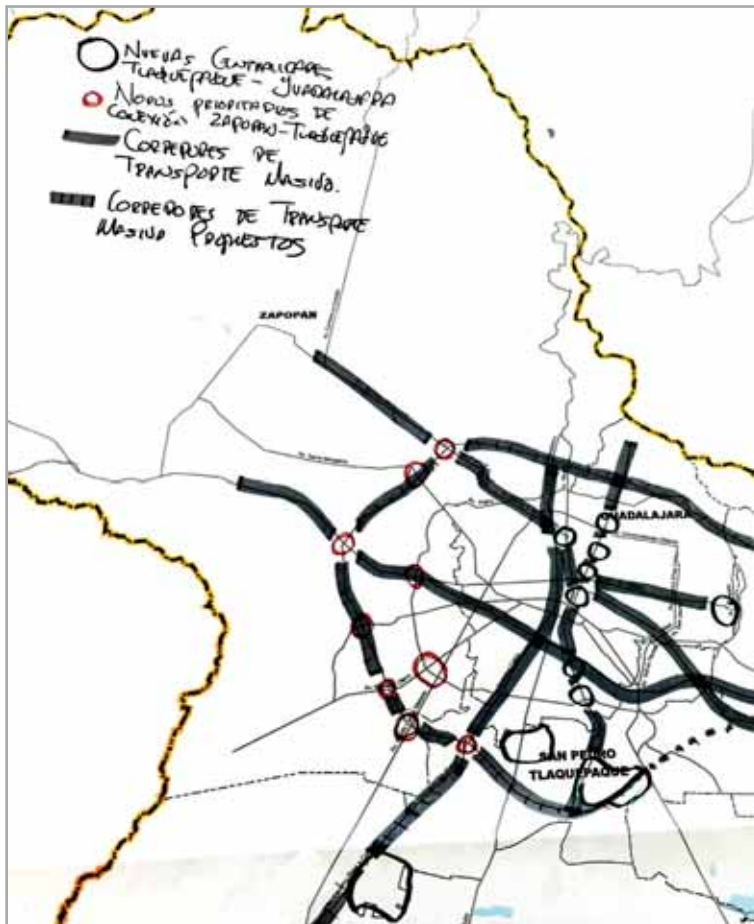 NUEVAS CENTRALIDADES
TLAQUEPAQUE - GUADALAJARA
NODOS PRIORITARIOS DE
CONEXIÓN ZAPOPAN-TLAQUEPAQUE
CORREDORES DE
TRANSPORTE MASIVO.
CORREDORES DE TRANSPORTE
MASIVO PROPUESTOS
ZAPOPAN
GUADALAJARA
SAN PEDRO
TLAQUEPAQUE